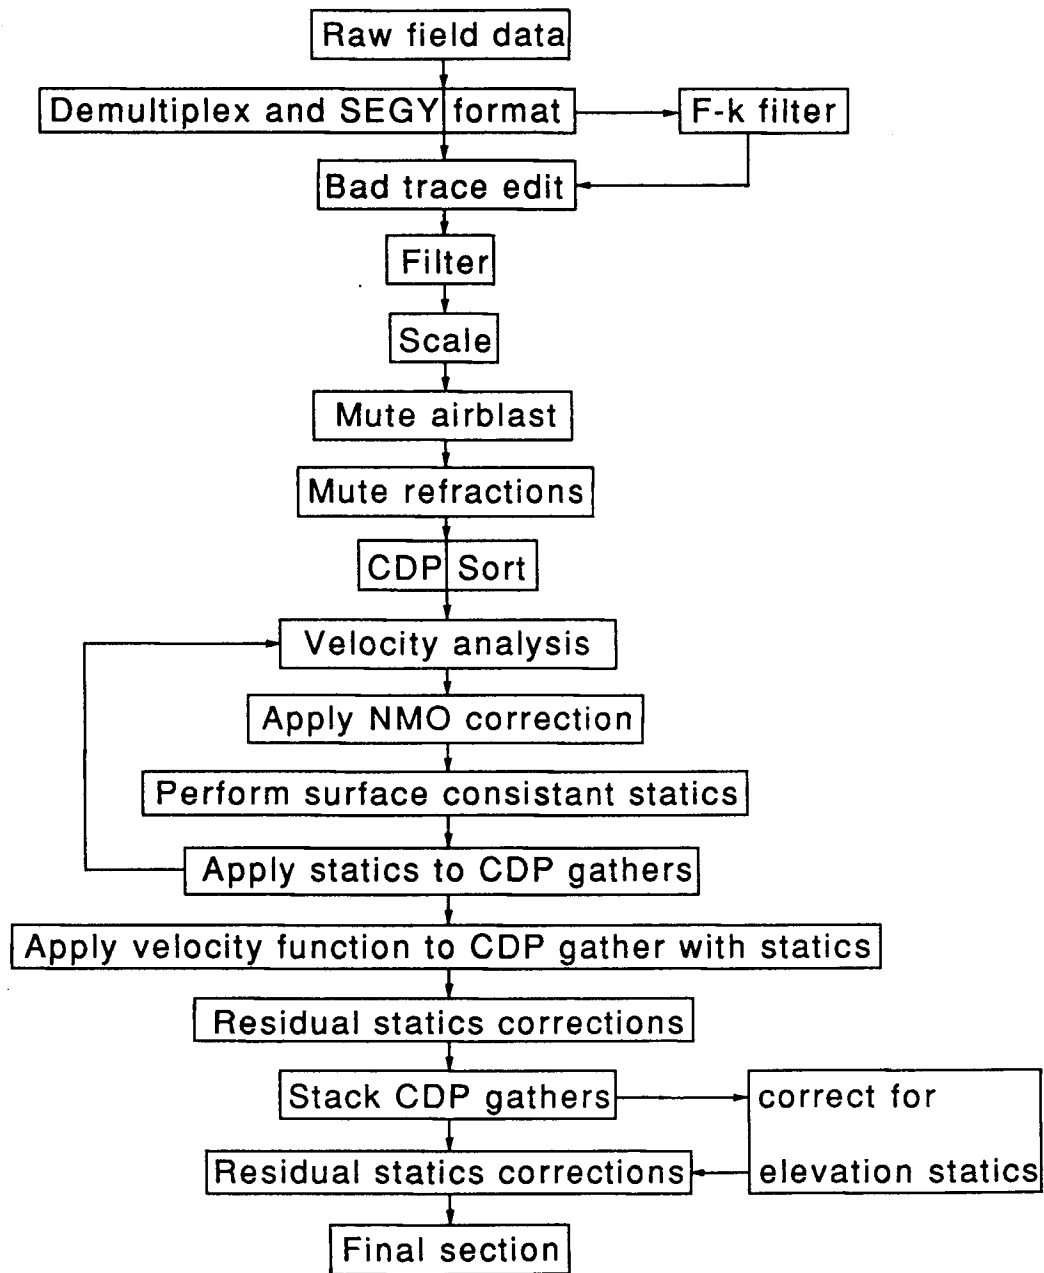 Raw field data
Demultiplex and SEGY format
F-k filter
Bad trace edit
Filter
Scale
Mute airblast
Mute refractions
CDP Sort
Velocity analysis
Apply NMO correction
Perform surface consistant statics
Apply statics to CDP gathers
Apply velocity function to CDP gather with statics
Residual statics corrections
Stack CDP gathers
correct for
elevation statics
Residual statics corrections
Final section